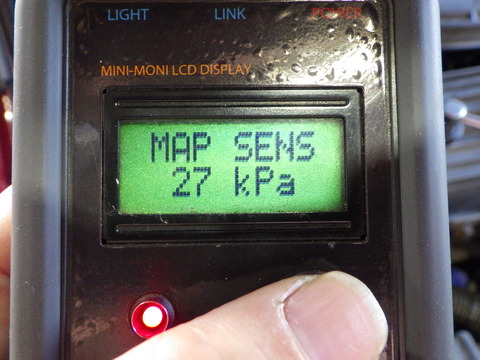 LIGHT LINK POWER
MINI-MONI LCD DISPLAY
MAP SENS
27 kPa